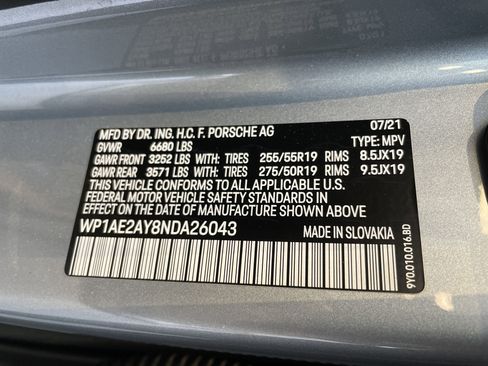 MFD BY DR. ING. H.C. F. PORSCHE AG 07/21
GVWR 6680 LBS TYPE: MPV
GAWR FRONT 3252 LBS WITH: TIRES 255/55R19 RIMS 8.5JX19
GAWR REAR 3571 LBS WITH: TIRES 275/50R19 RIMS 9.5JX19
THIS VEHICLE CONFORMS TO ALL APPLICABLE U.S.
FEDERAL MOTOR VEHICLE SAFETY STANDARDS IN
EFFECT ON THE DATE OF MANUFACTURE SHOWN ABOVE.
WP1AE2AY8NDA26043 MADE IN SLOVAKIA
9Y0.010.016.BD